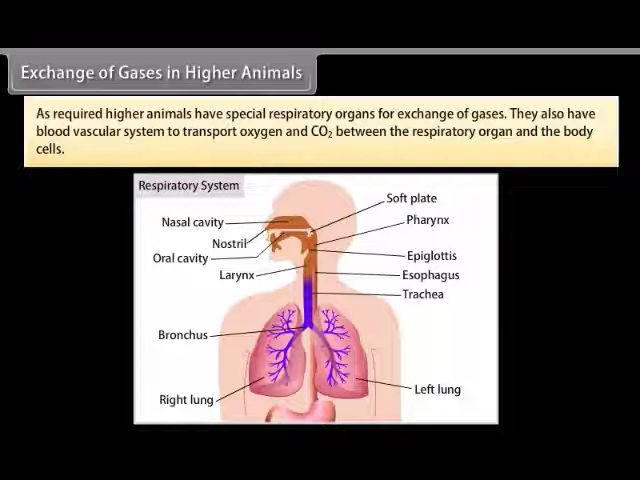 Exchange of Gases in Higher Animals
As required higher animals have special respiratory organs for exchange of gases. They also have
blood vascular system to transport oxygen and CO₂ between the respiratory organ and the body
cells.
Respiratory System
Soft plate
Nasal cavity
Pharynx
Nostril
Oral cavity
Epiglottis
Larynx
Esophagus
Trachea
Bronchus
Left lung
Right lung